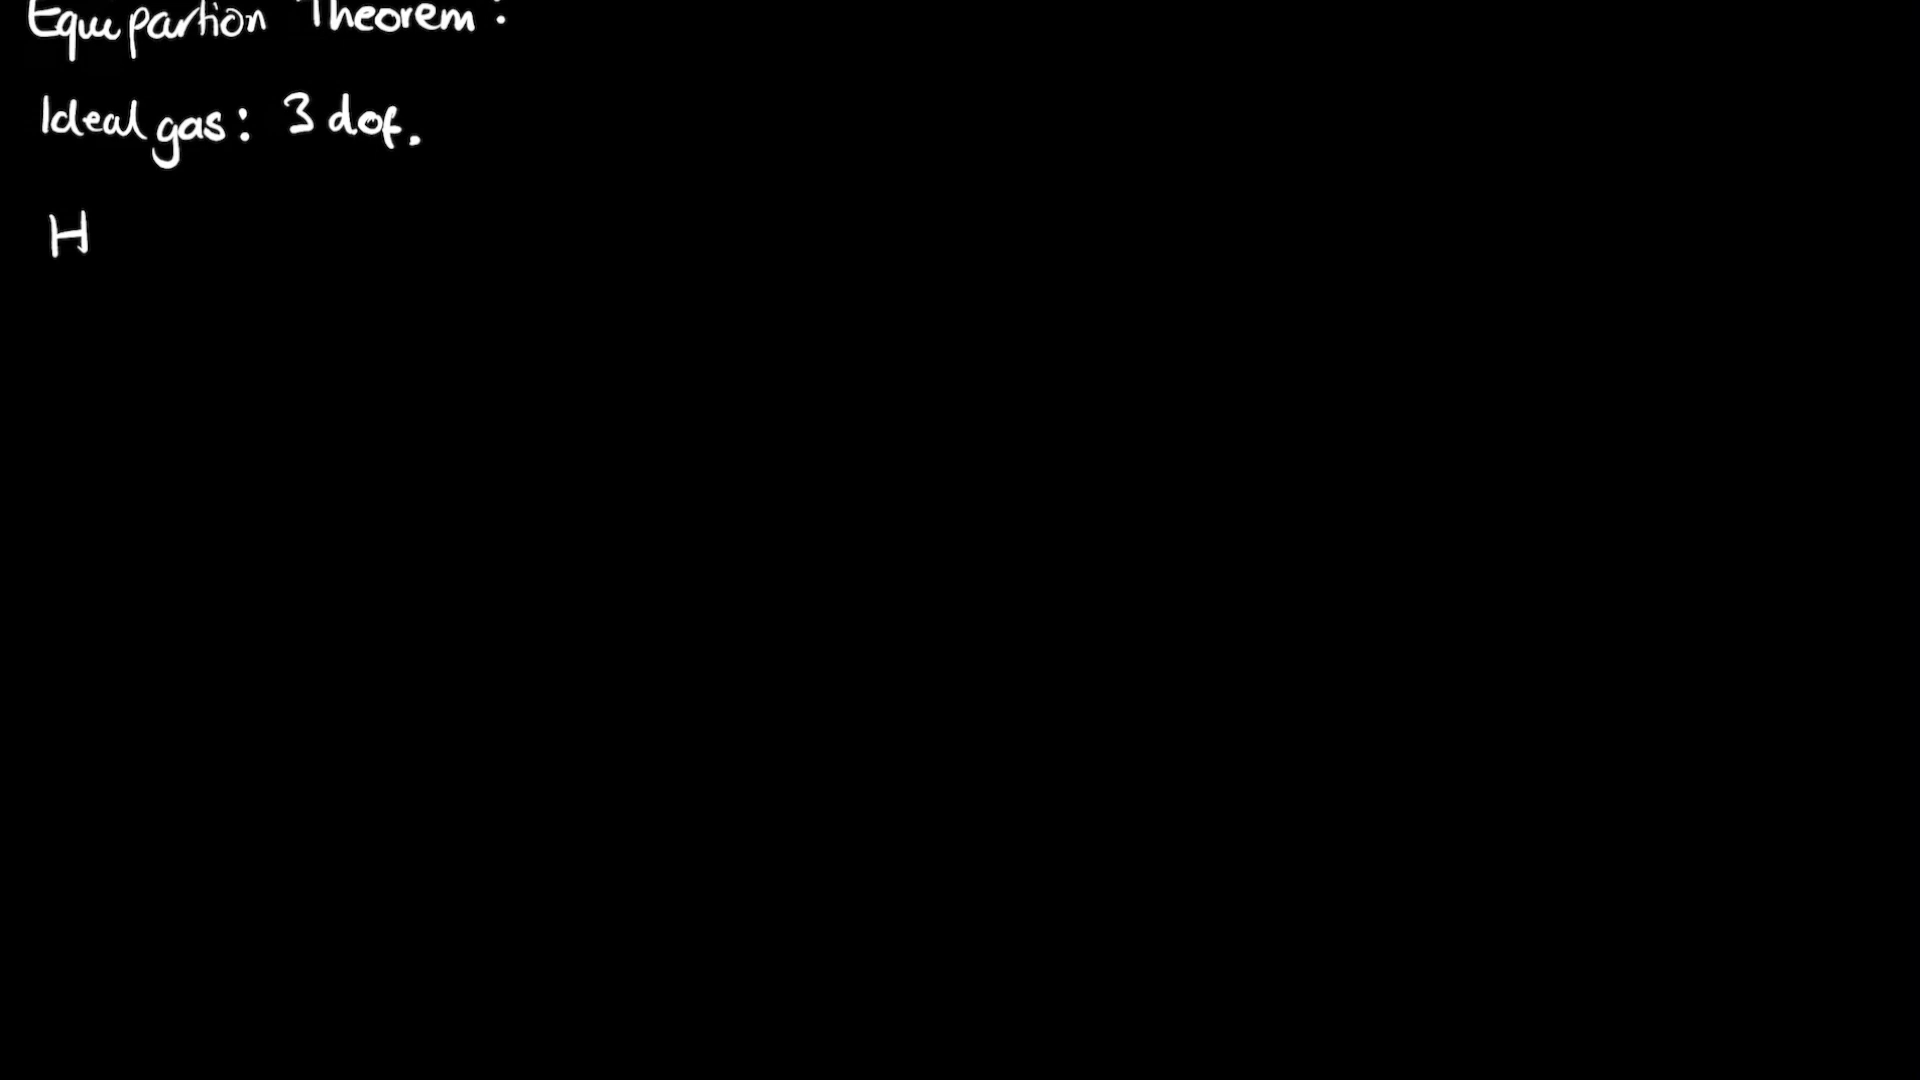 Equipartion Theorem :
Ideal gas : 3 dof.
H